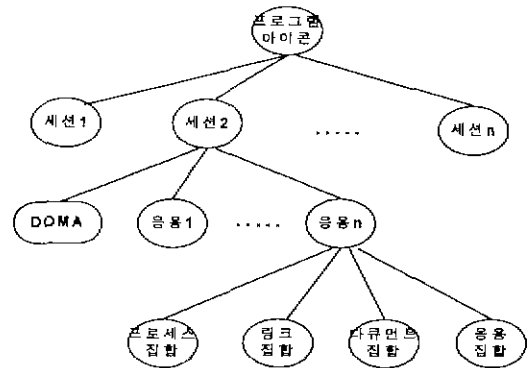 프로그램
아이콘
세션1
세션2
.....
세션n
DOMA
응용1
.....
응용n
프로세스
집합
링크
집합
다큐먼트
집합
응용
집합